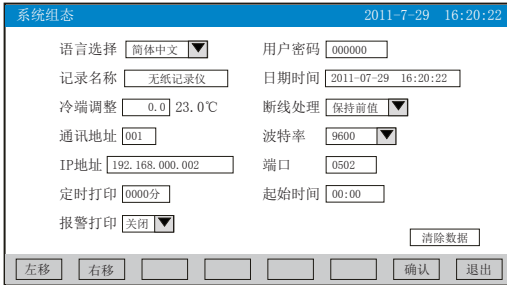 系统组态 2011-7-29 16:20:22
语言选择 简体中文 用户密码 000000
记录名称 无纸记录仪 日期时间 2011-07-29 16:20:22
冷端调整 0.0 23.0℃ 断线处理 保持前值
通讯地址 001 波特率 9600
IP地址 192.168.000.002 端口 0502
定时打印 0000分 起始时间 00:00
报警打印 关闭
清除数据
左移 右移 确认 退出